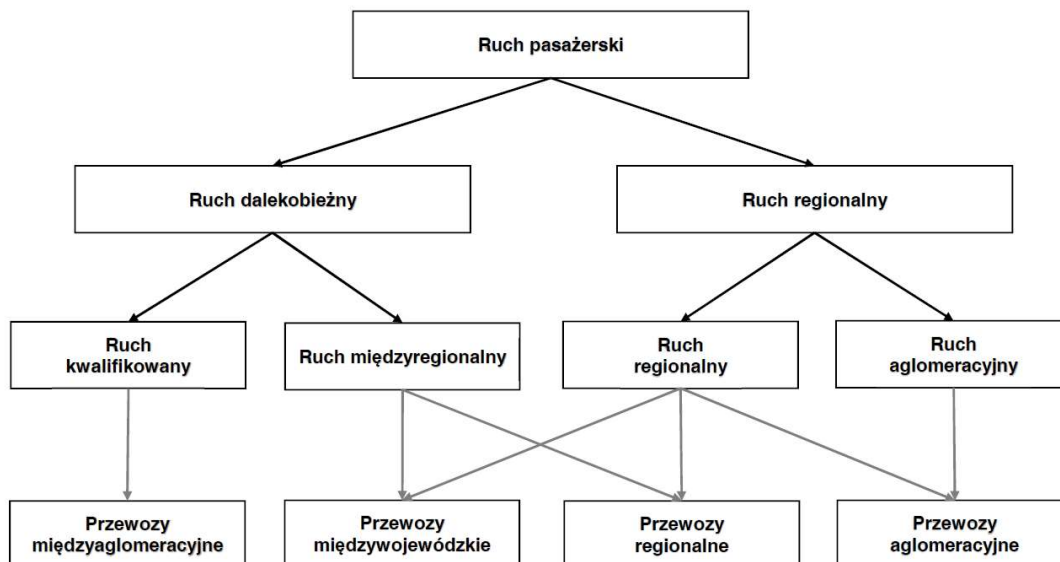 Ruch pasażerski
Ruch dalekobieżny
Ruch regionalny
Ruch
kwalifikowany
Ruch międzyregionalny
Ruch
regionalny
Ruch
aglomeracyjny
Przewozy
międzyaglomeracyjne
Przewozy
międzywojewódzkie
Przewozy
regionalne
Przewozy
aglomeracyjne